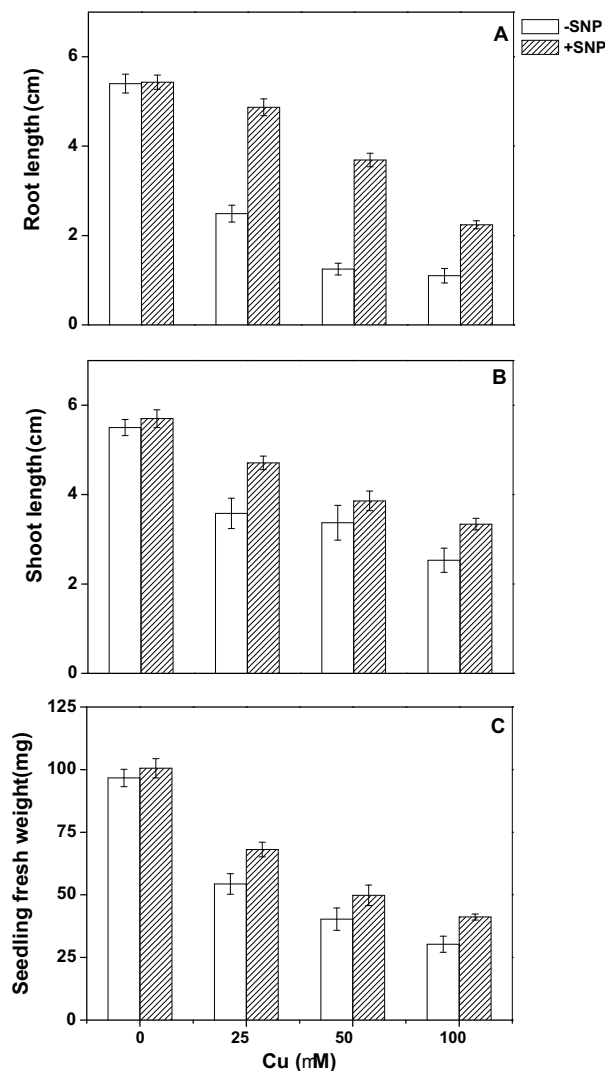 A
-SNP
+SNP
6
4
2
0
Root length(cm)
B
6
4
2
0
Shoot length(cm)
C
125
100
75
50
25
0
Seedling fresh weight(mg)
0 25 50 100
Cu (mM)